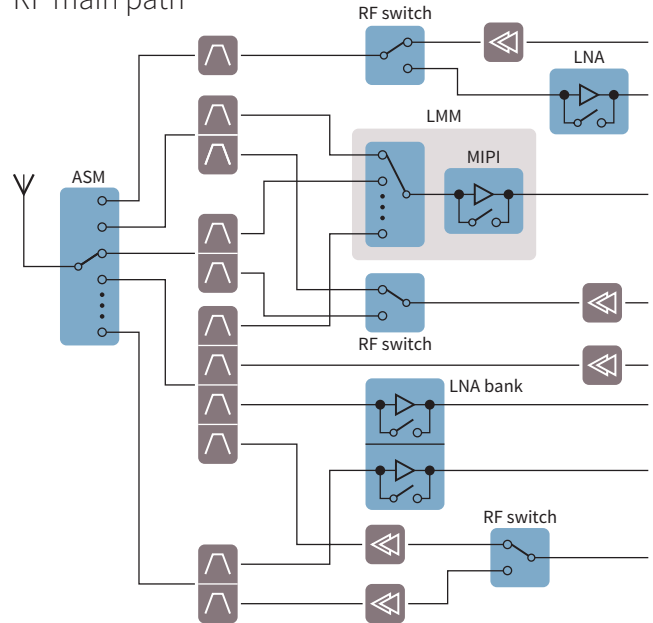 RF main path
RF switch
LNA
LMM
MIPI
ASM
RF switch
LNA bank
RF switch